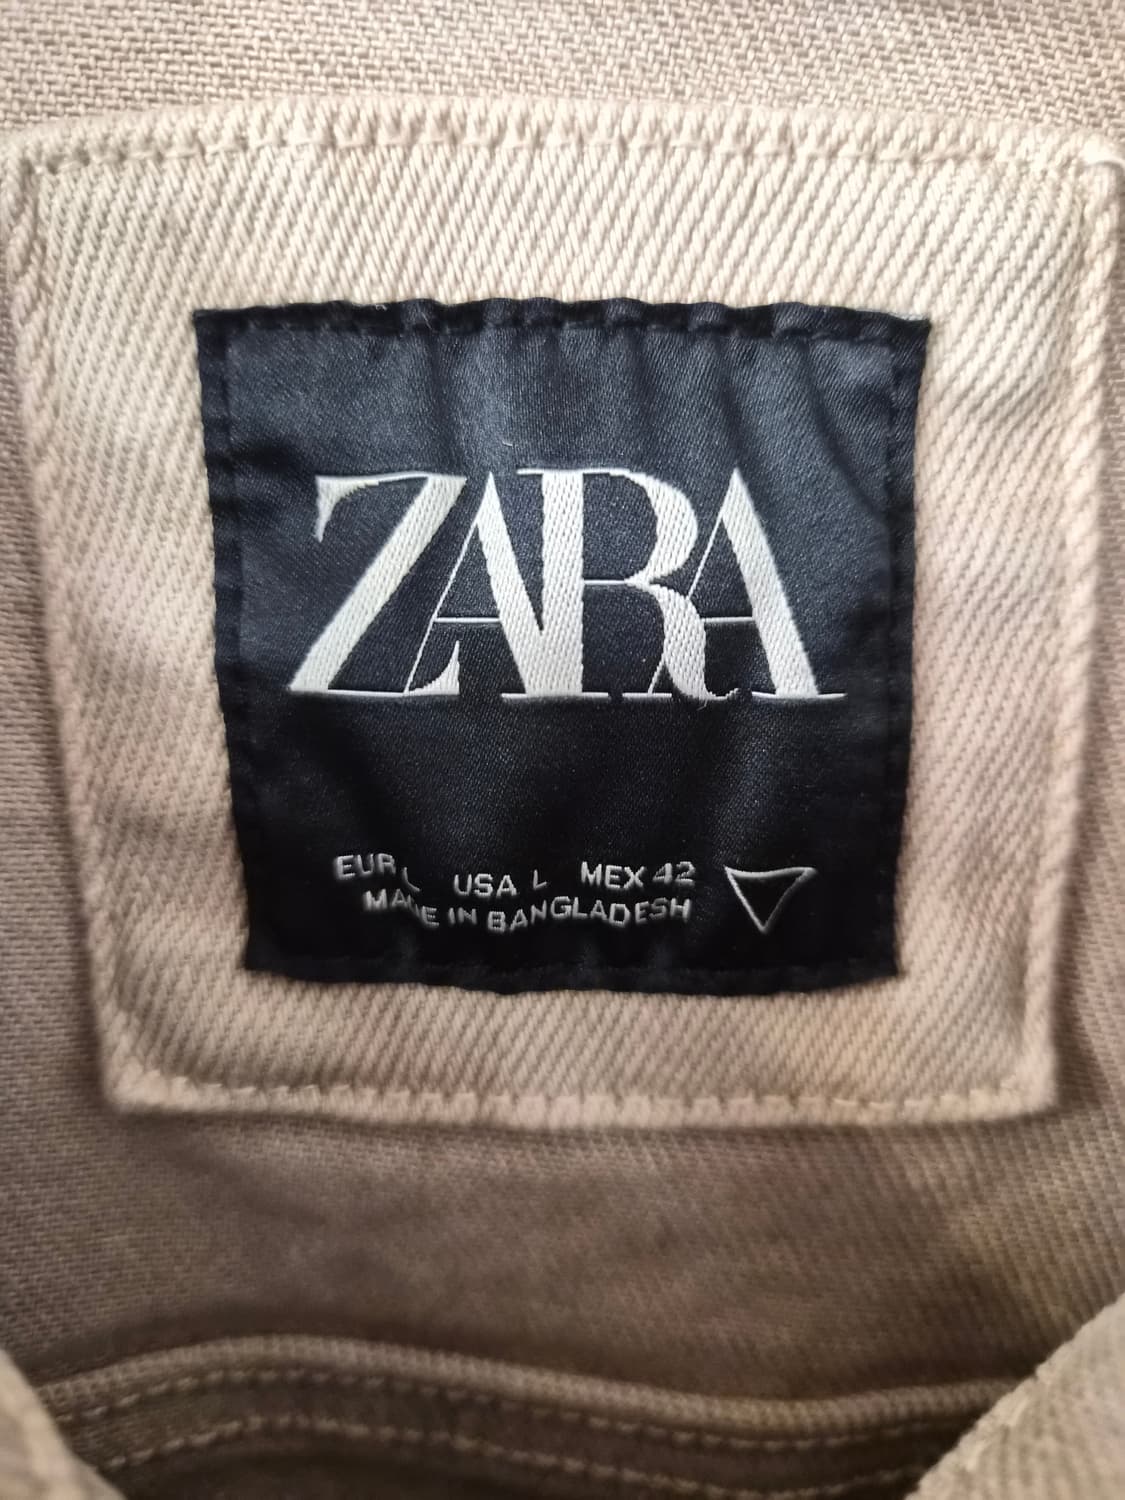 ZARA
EUR L USA L MEX 42
MADE IN BANGLADESH